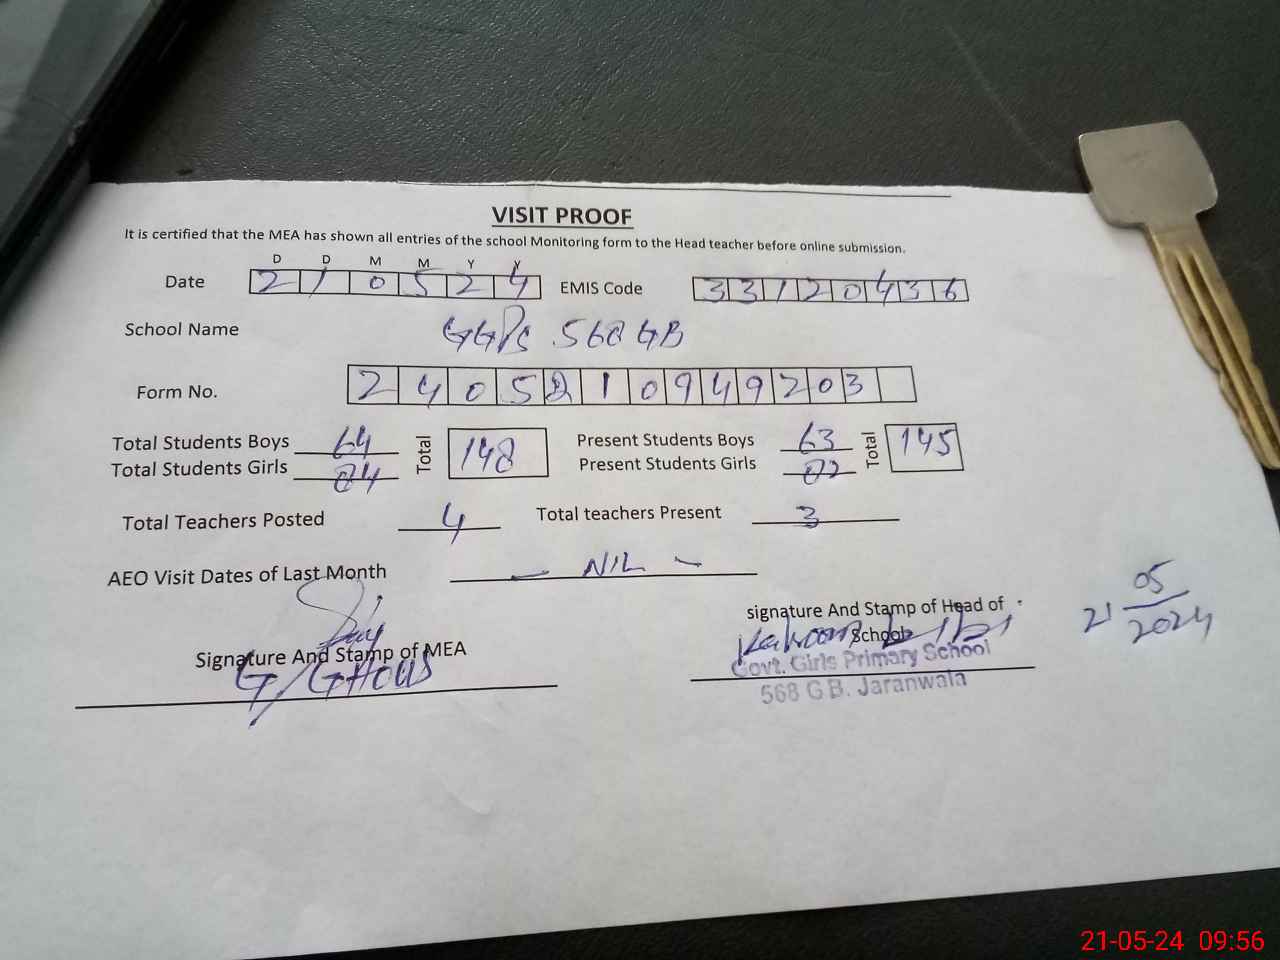 VISIT PROOF
It is certified that the MEA has shown all entries of the school Monitoring form to the Head teacher before online submission.
D D M M Y Y
Date 2 1 0 5 2 4 EMIS Code 3 3 1 2 0 4 3 6
School Name GGPS 568 GB
Form No. 2 4 0 5 2 1 0 9 4 9 2 0 3
Total Students Boys 64 Total 148 Present Students Boys 63 Total 145
Total Students Girls 84 Present Students Girls 82
Total Teachers Posted 4 Total teachers Present 3
AEO Visit Dates of Last Month - NIL -
signature And Stamp of Head of School
05
21 2024
Signature And Stamp of MEA
G/GHOUS
Govt. Girls Primary School
568 G.B. Jaranwala
21-05-24 09:56